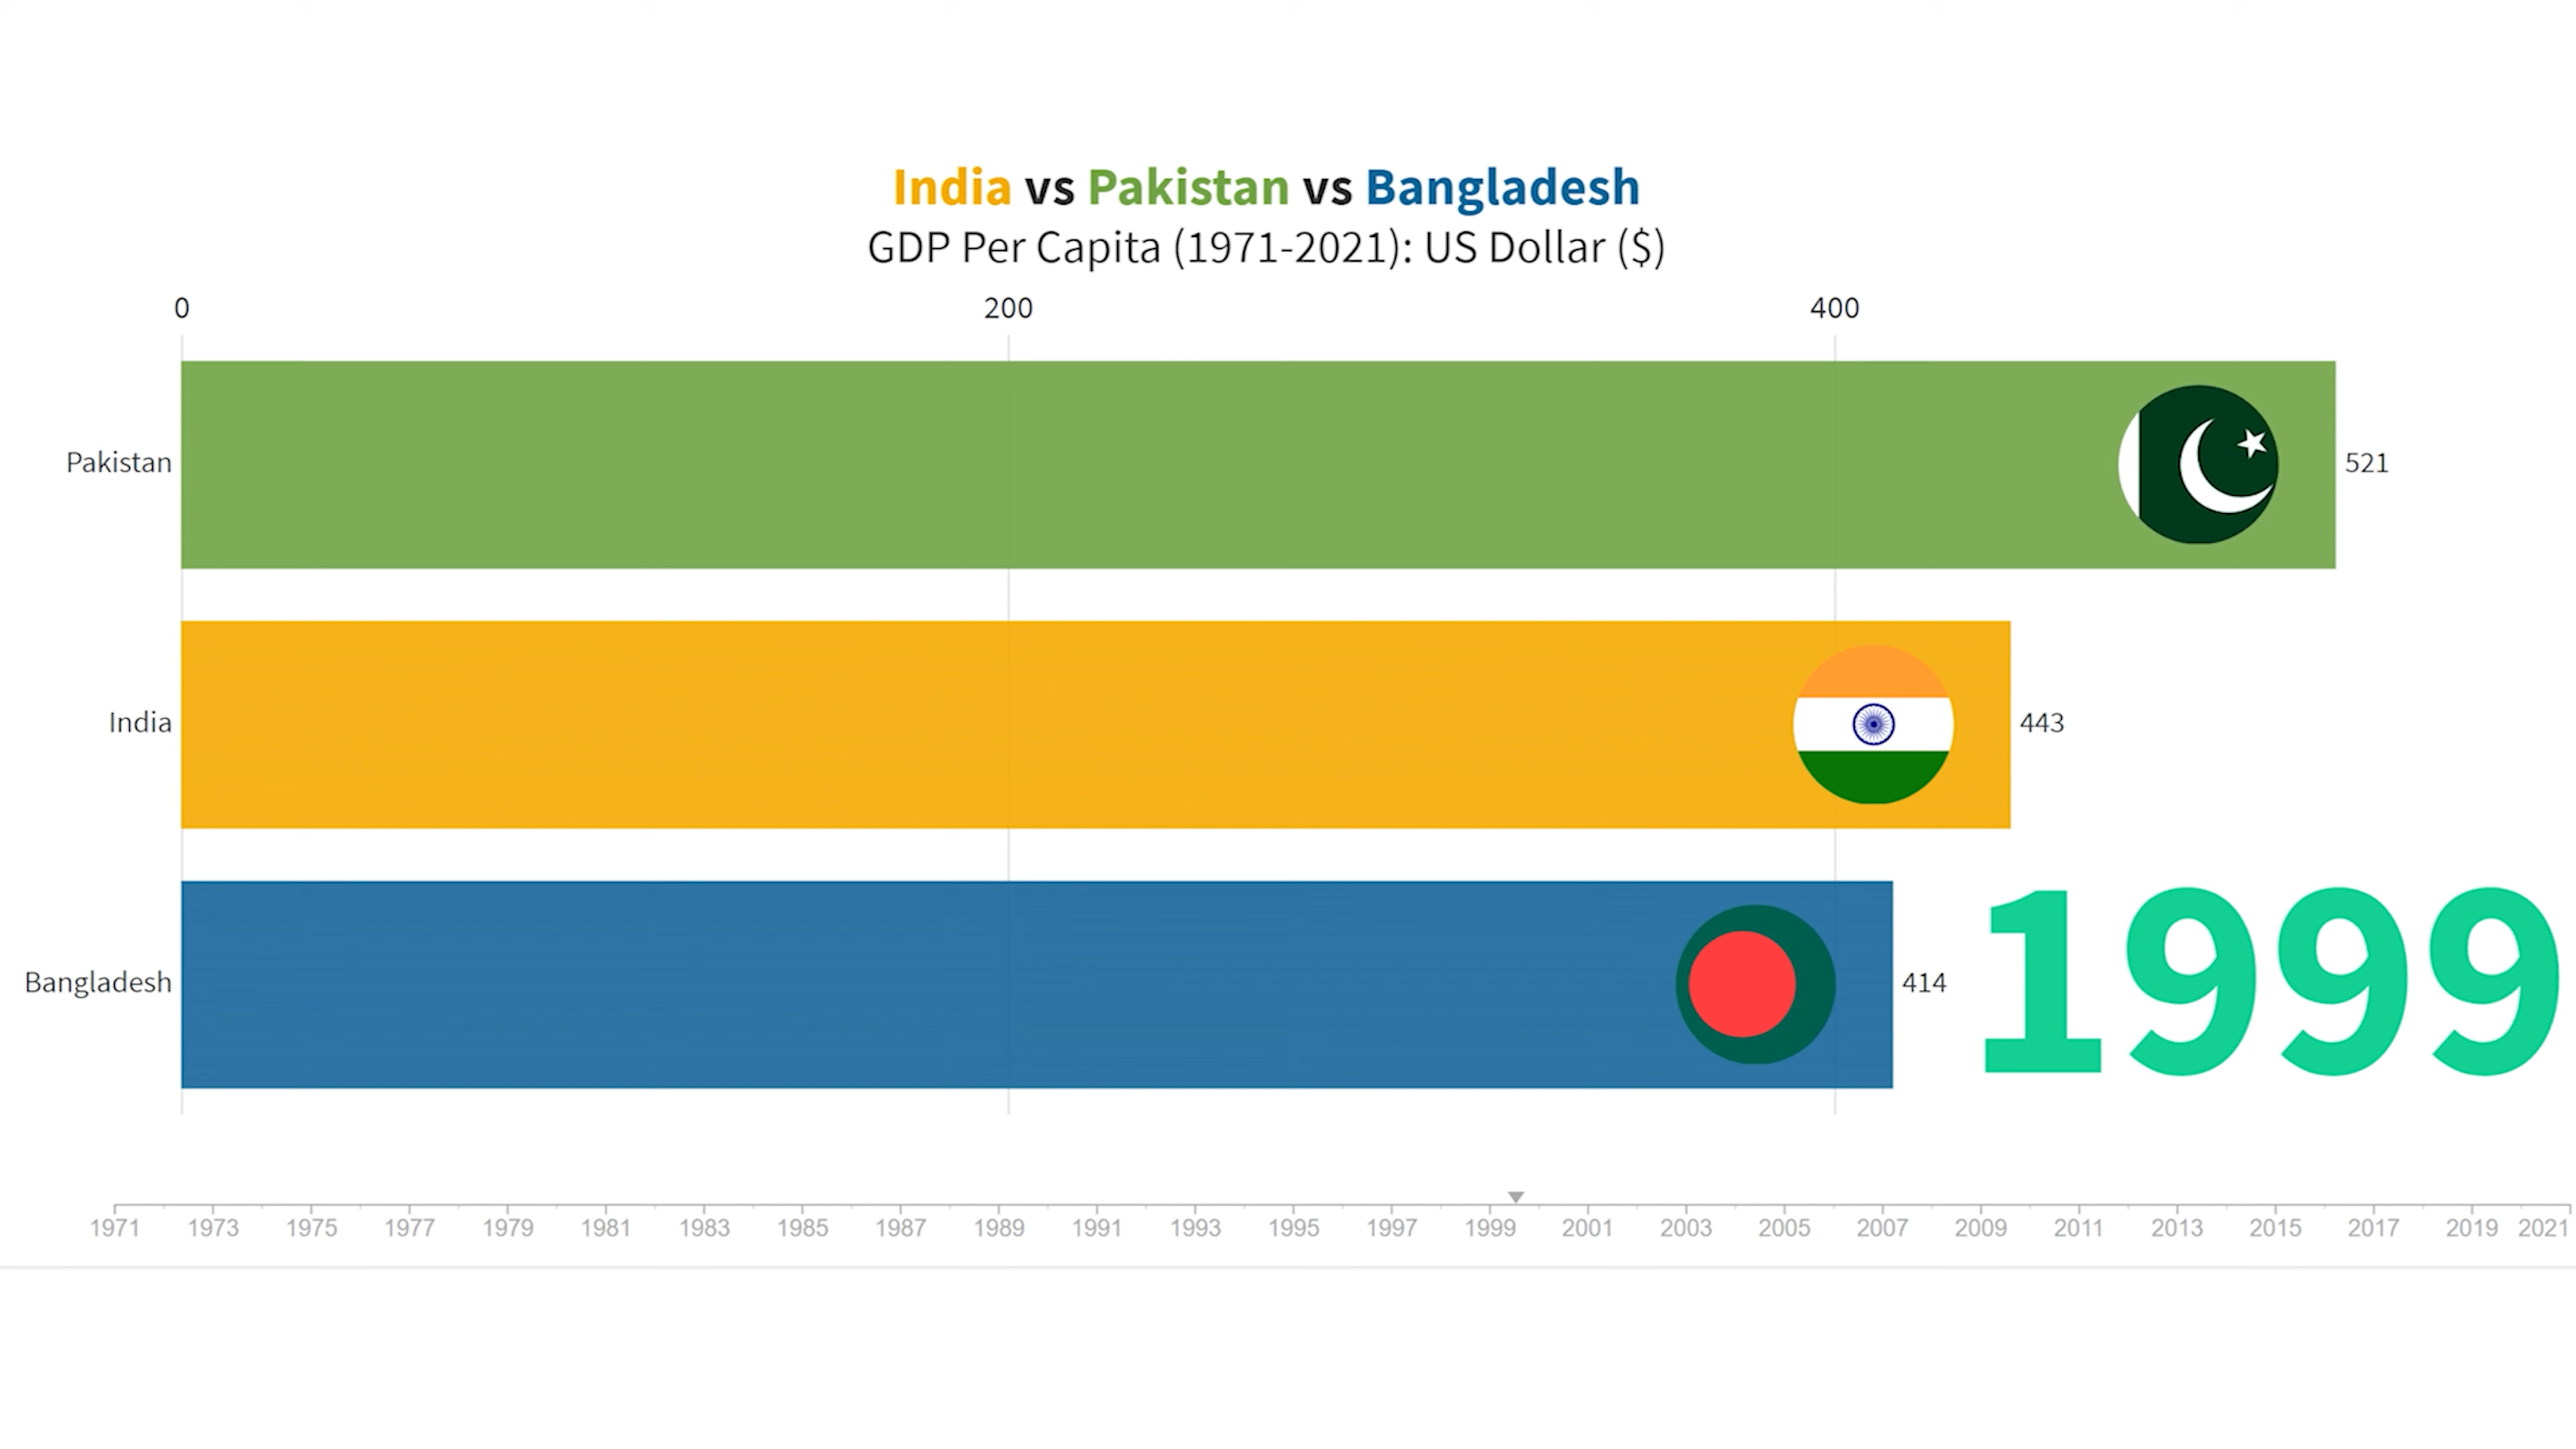 India vs Pakistan vs Bangladesh
GDP Per Capita (1971-2021): US Dollar ($)
0 200 400
Pakistan 521
India 443
Bangladesh 414
1999
1971 1973 1975 1977 1979 1981 1983 1985 1987 1989 1991 1993 1995 1997 1999 2001 2003 2005 2007 2009 2011 2013 2015 2017 2019 2021